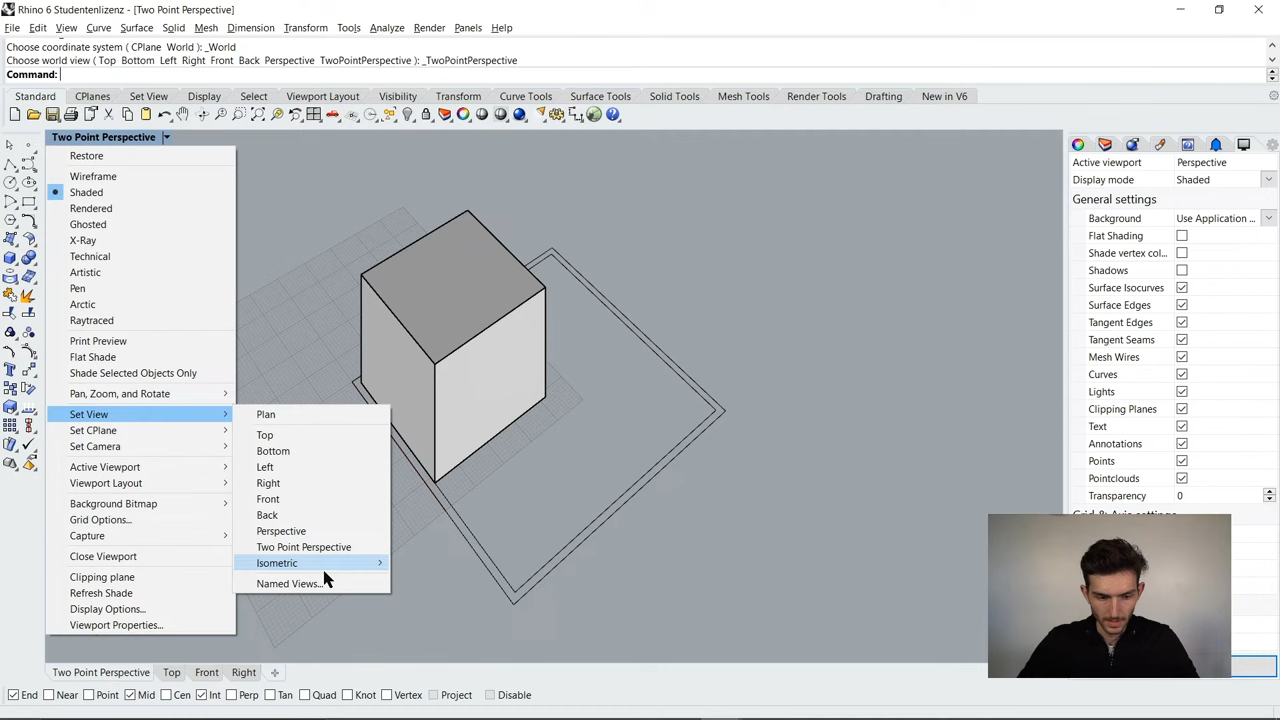 Rhino 6 Studentenlizenz - [Two Point Perspective]
File Edit View Curve Surface Solid Mesh Dimension Transform Tools Analyze Render Panels Help
Choose coordinate system ( CPlane World ): _World
Choose world view ( Top Bottom Left Right Front Back Perspective TwoPointPerspective ): _TwoPointPerspective
Command:
Standard CPlanes Set View Display Select Viewport Layout Visibility Transform Curve Tools Surface Tools Solid Tools Mesh Tools Render Tools Drafting New in V6
Two Point Perspective
Restore
Wireframe
Shaded
Rendered
Ghosted
X-Ray
Technical
Artistic
Pen
Arctic
Raytraced
Print Preview
Flat Shade
Shade Selected Objects Only
Pan, Zoom, and Rotate
Set View
Set CPlane
Set Camera
Active Viewport
Viewport Layout
Background Bitmap
Grid Options...
Capture
Close Viewport
Clipping plane
Refresh Shade
Display Options...
Viewport Properties...
Plan
Top
Bottom
Left
Right
Front
Back
Perspective
Two Point Perspective
Isometric
Named Views...
Active viewport Perspective
Display mode Shaded
General settings
Background Use Application ...
Flat Shading
Shade vertex col...
Shadows
Surface Isocurves
Surface Edges
Tangent Edges
Tangent Seams
Mesh Wires
Curves
Lights
Clipping Planes
Text
Annotations
Points
Pointclouds
Transparency 0
Two Point Perspective Top Front Right
End Near Point Mid Cen Int Perp Tan Quad Knot Vertex Project Disable